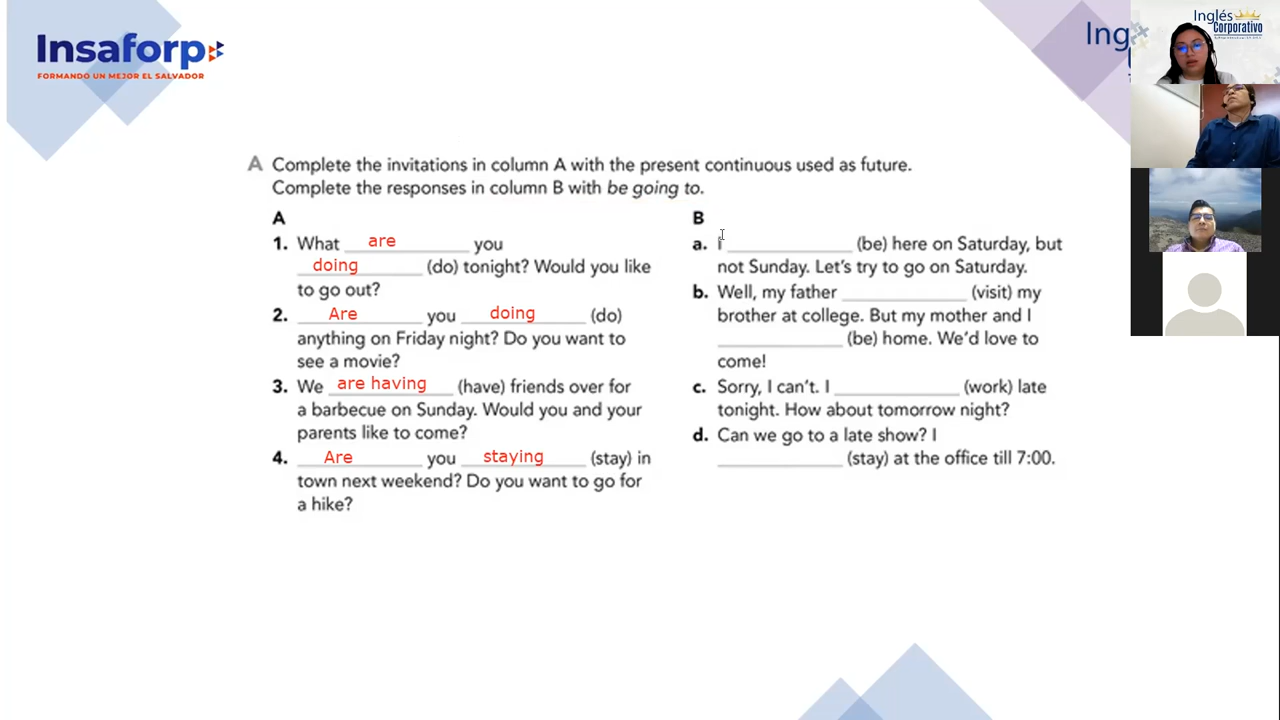 Insaforp
FORMANDO UN MEJOR EL SALVADOR
Ing
Inglés
Corporativo
A Complete the invitations in column A with the present continuous used as future.
Complete the responses in column B with be going to.
A
1. What are you
doing (do) tonight? Would you like
to go out?
2. Are you doing (do)
anything on Friday night? Do you want to
see a movie?
3. We are having (have) friends over for
a barbecue on Sunday. Would you and your
parents like to come?
4. Are you staying (stay) in
town next weekend? Do you want to go for
a hike?
B
a. I ____________ (be) here on Saturday, but
not Sunday. Let's try to go on Saturday.
b. Well, my father ____________ (visit) my
brother at college. But my mother and I
____________ (be) home. We'd love to
come!
c. Sorry, I can't. I ____________ (work) late
tonight. How about tomorrow night?
d. Can we go to a late show? I
____________ (stay) at the office till 7:00.